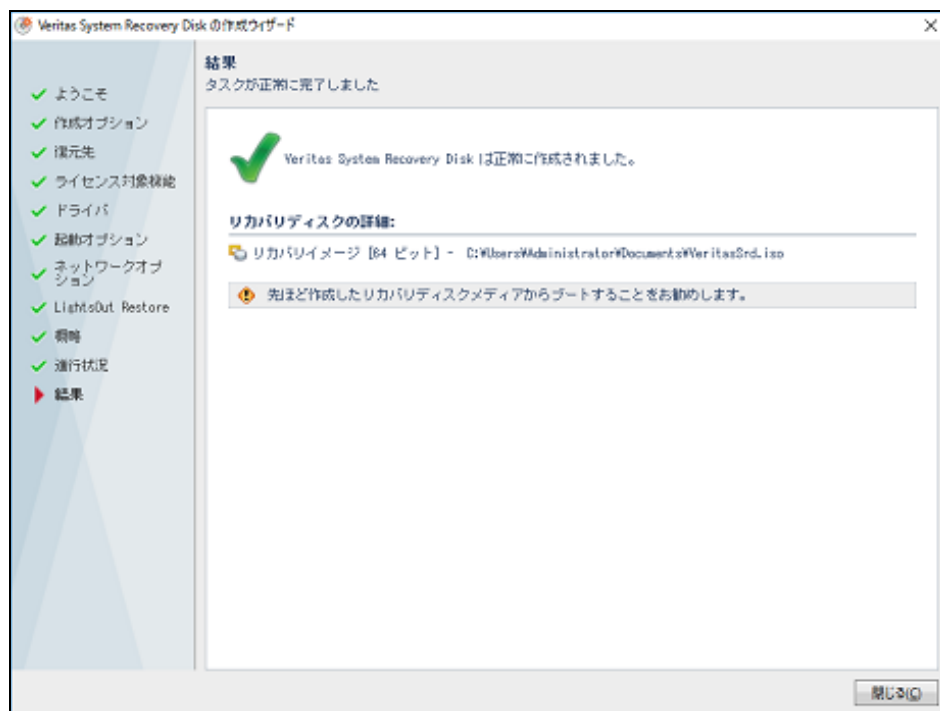 Veritas System Recovery Disk の作成ウィザード
結果
タスクが正常に完了しました
ようこそ
作成オプション
復元先
ライセンス対象機能
ドライバ
起動オプション
ネットワークオプ
ション
LightsOut Restore
概略
進行状況
結果
Veritas System Recovery Disk は正常に作成されました。
リカバリディスクの詳細:
リカバリイメージ [64 ビット] - C:¥Users¥Administrator¥Documents¥VeritasSrd.iso
先ほど作成したリカバリディスクメディアからブートすることをお勧めします。
閉じる(C)